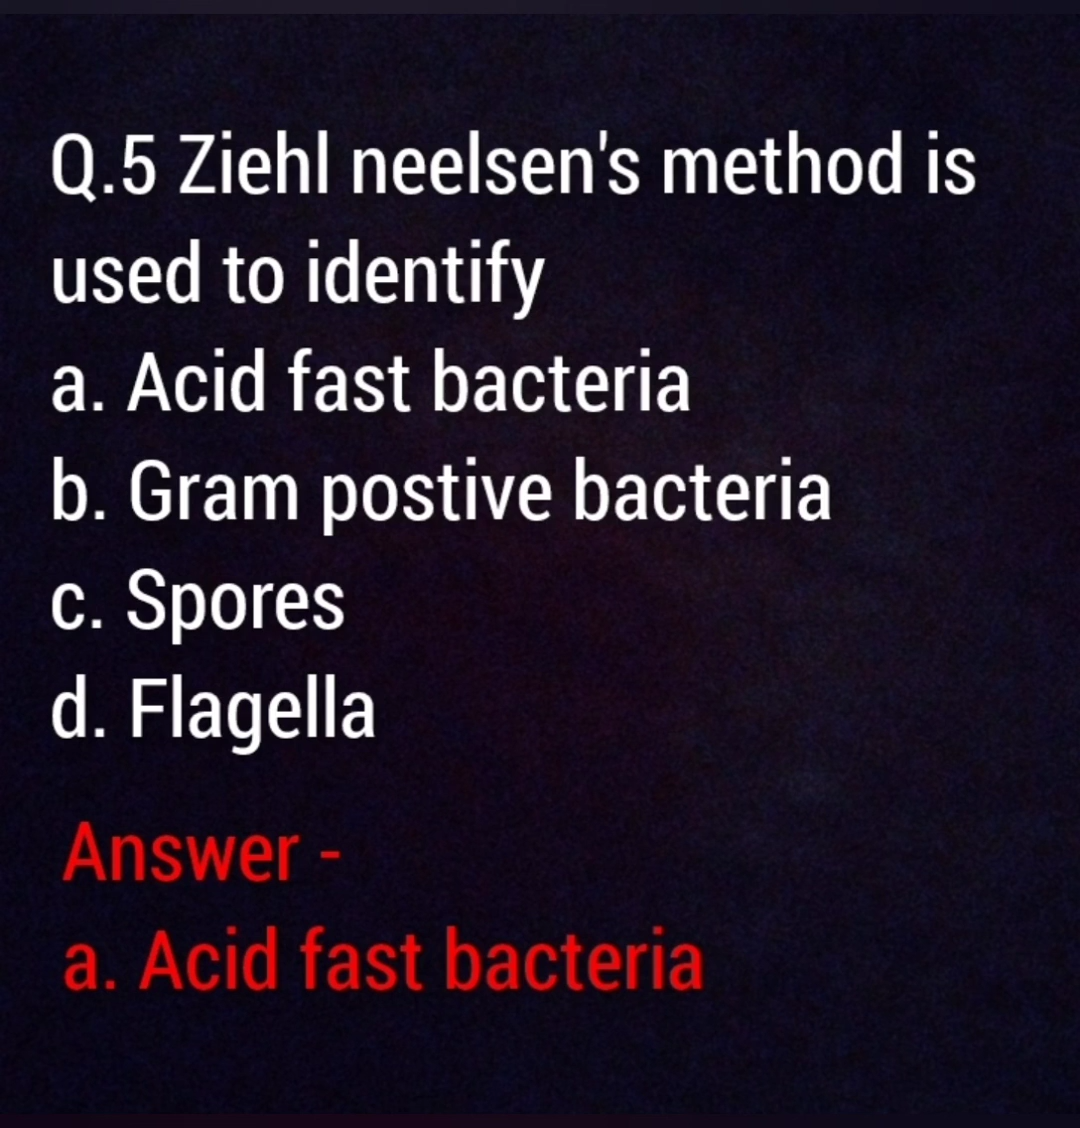 Q.5 Ziehl neelsen's method is
used to identify
a. Acid fast bacteria
b. Gram postive bacteria
c. Spores
d. Flagella
Answer -
a. Acid fast bacteria